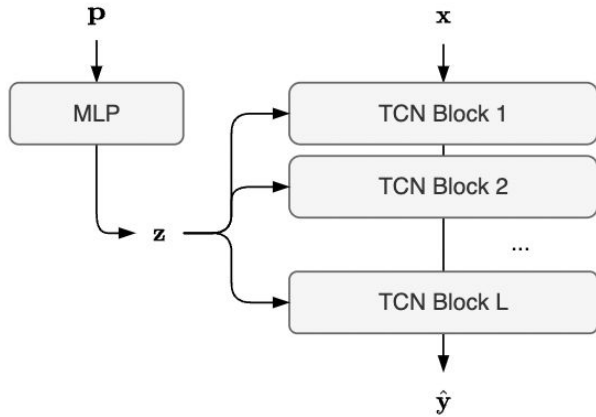 p
x
MLP
TCN Block 1
TCN Block 2
z
...
TCN Block L
ŷ